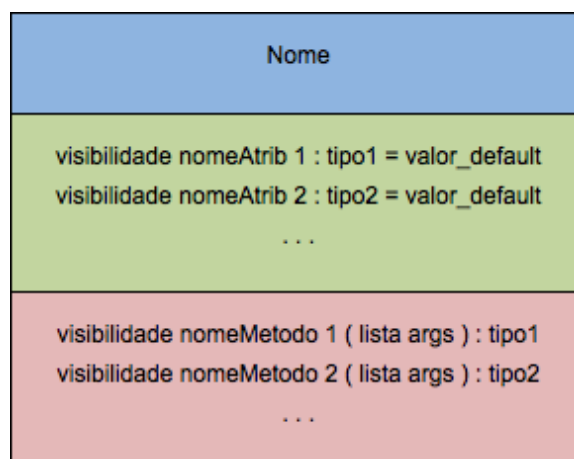 Nome
visibilidade nomeAtrib 1 : tipo1 = valor_default
visibilidade nomeAtrib 2 : tipo2 = valor_default
. . .
visibilidade nomeMetodo 1 ( lista args ) : tipo1
visibilidade nomeMetodo 2 ( lista args ) : tipo2
. . .